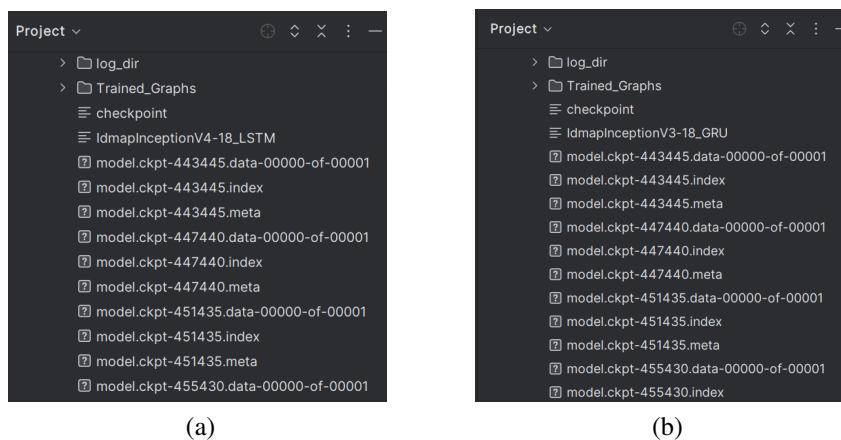 Project
log_dir
Trained_Graphs
checkpoint
IdmapInceptionV4-18_LSTM
model.ckpt-443445.data-00000-of-00001
model.ckpt-443445.index
model.ckpt-443445.meta
model.ckpt-447440.data-00000-of-00001
model.ckpt-447440.index
model.ckpt-447440.meta
model.ckpt-451435.data-00000-of-00001
model.ckpt-451435.index
model.ckpt-451435.meta
model.ckpt-455430.data-00000-of-00001
(a)
Project
log_dir
Trained_Graphs
checkpoint
IdmapInceptionV3-18_GRU
model.ckpt-443445.data-00000-of-00001
model.ckpt-443445.index
model.ckpt-443445.meta
model.ckpt-447440.data-00000-of-00001
model.ckpt-447440.index
model.ckpt-447440.meta
model.ckpt-451435.data-00000-of-00001
model.ckpt-451435.index
model.ckpt-451435.meta
model.ckpt-455430.data-00000-of-00001
model.ckpt-455430.index
(b)